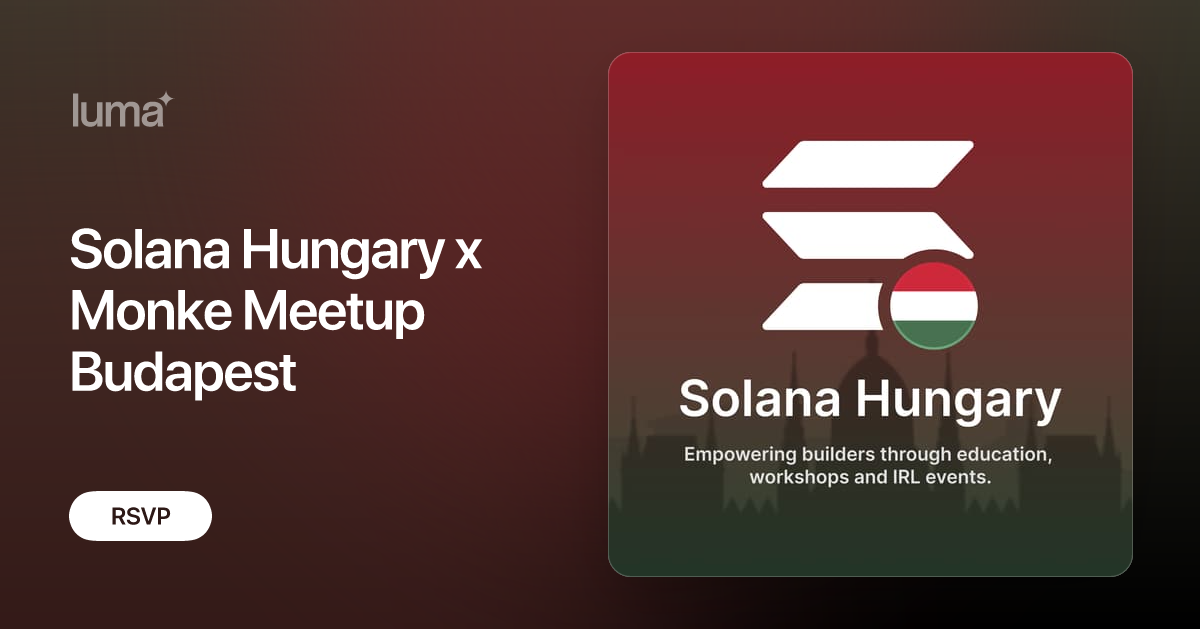 luma
Solana Hungary x
Monke Meetup
Budapest
RSVP
Solana Hungary
Empowering builders through education,
workshops and IRL events.